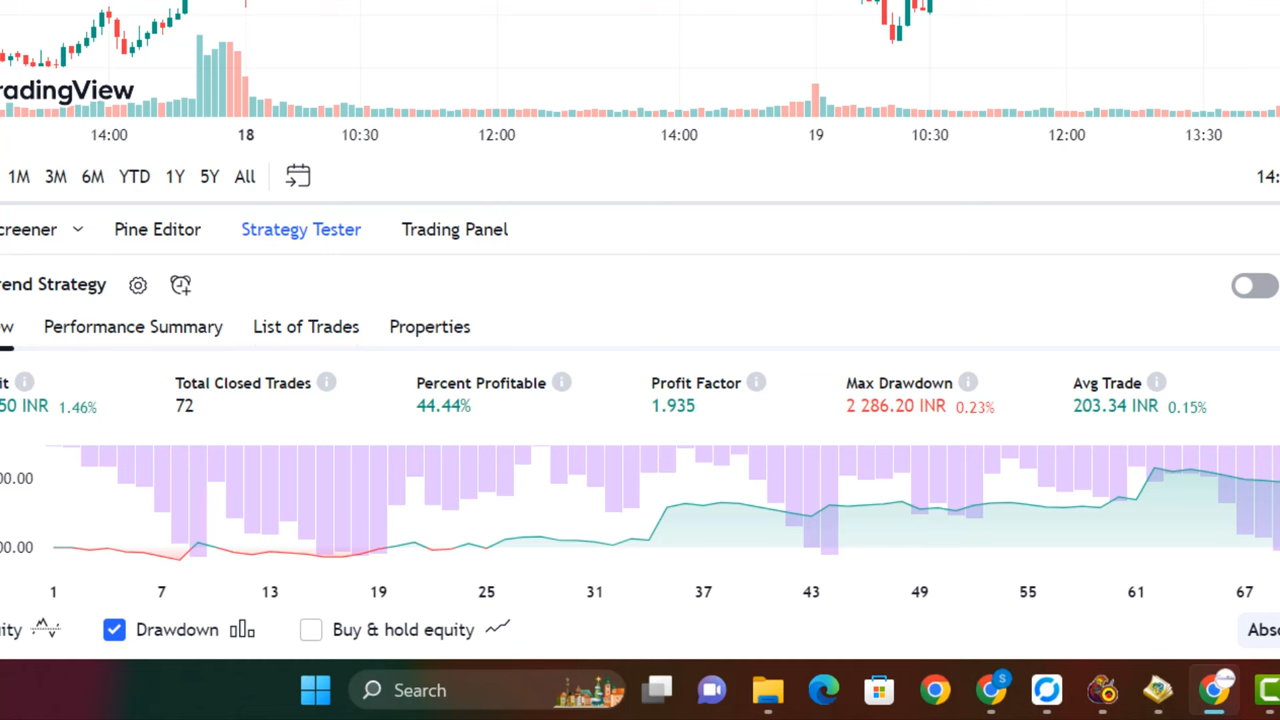 radingView
14:00 18 10:30 12:00 14:00 19 10:30 12:00 13:30
1M 3M 6M YTD 1Y 5Y All 14:
creener Pine Editor Strategy Tester Trading Panel
end Strategy
w Performance Summary List of Trades Properties
it Total Closed Trades Percent Profitable Profit Factor Max Drawdown Avg Trade
50 INR 1.46% 72 44.44% 1.935 2 286.20 INR 0.23% 203.34 INR 0.15%
00.00
00.00
1 7 13 19 25 31 37 43 49 55 61 67
ity Drawdown Buy & hold equity Abso
Search